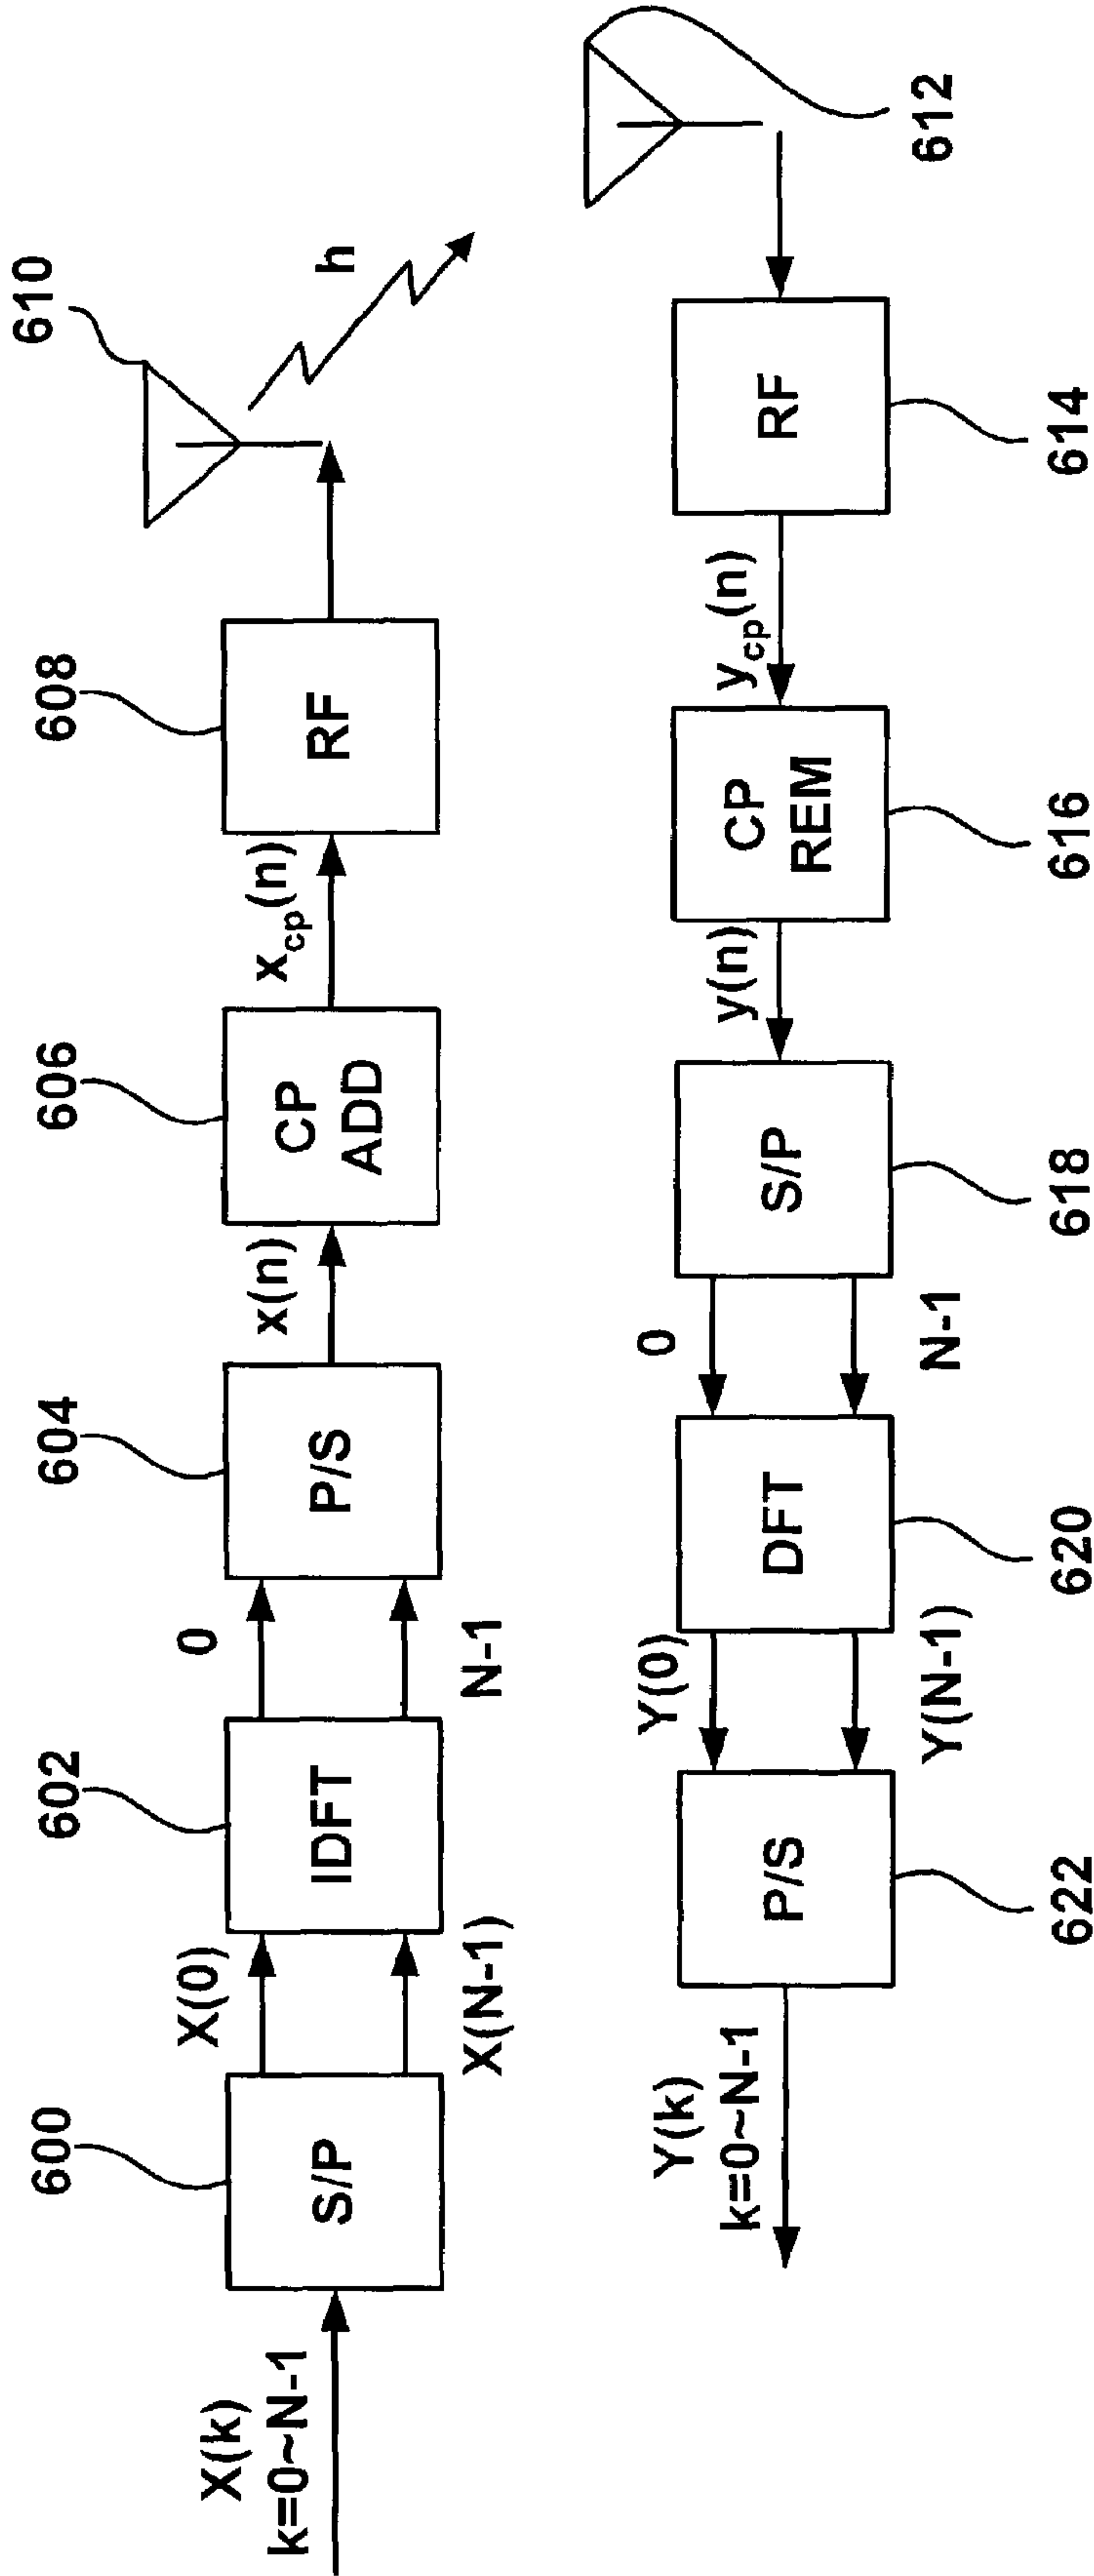 610
h
608
606
604
602
600
RF
x_cp(n)
CP
ADD
x(n)
P/S
0
N-1
IDFT
X(0)
X(N-1)
S/P
X(k)
k=0~N-1
612
RF
614
y_cp(n)
CP
REM
616
y(n)
S/P
618
0
N-1
DFT
620
Y(0)
Y(N-1)
P/S
622
Y(k)
k=0~N-1